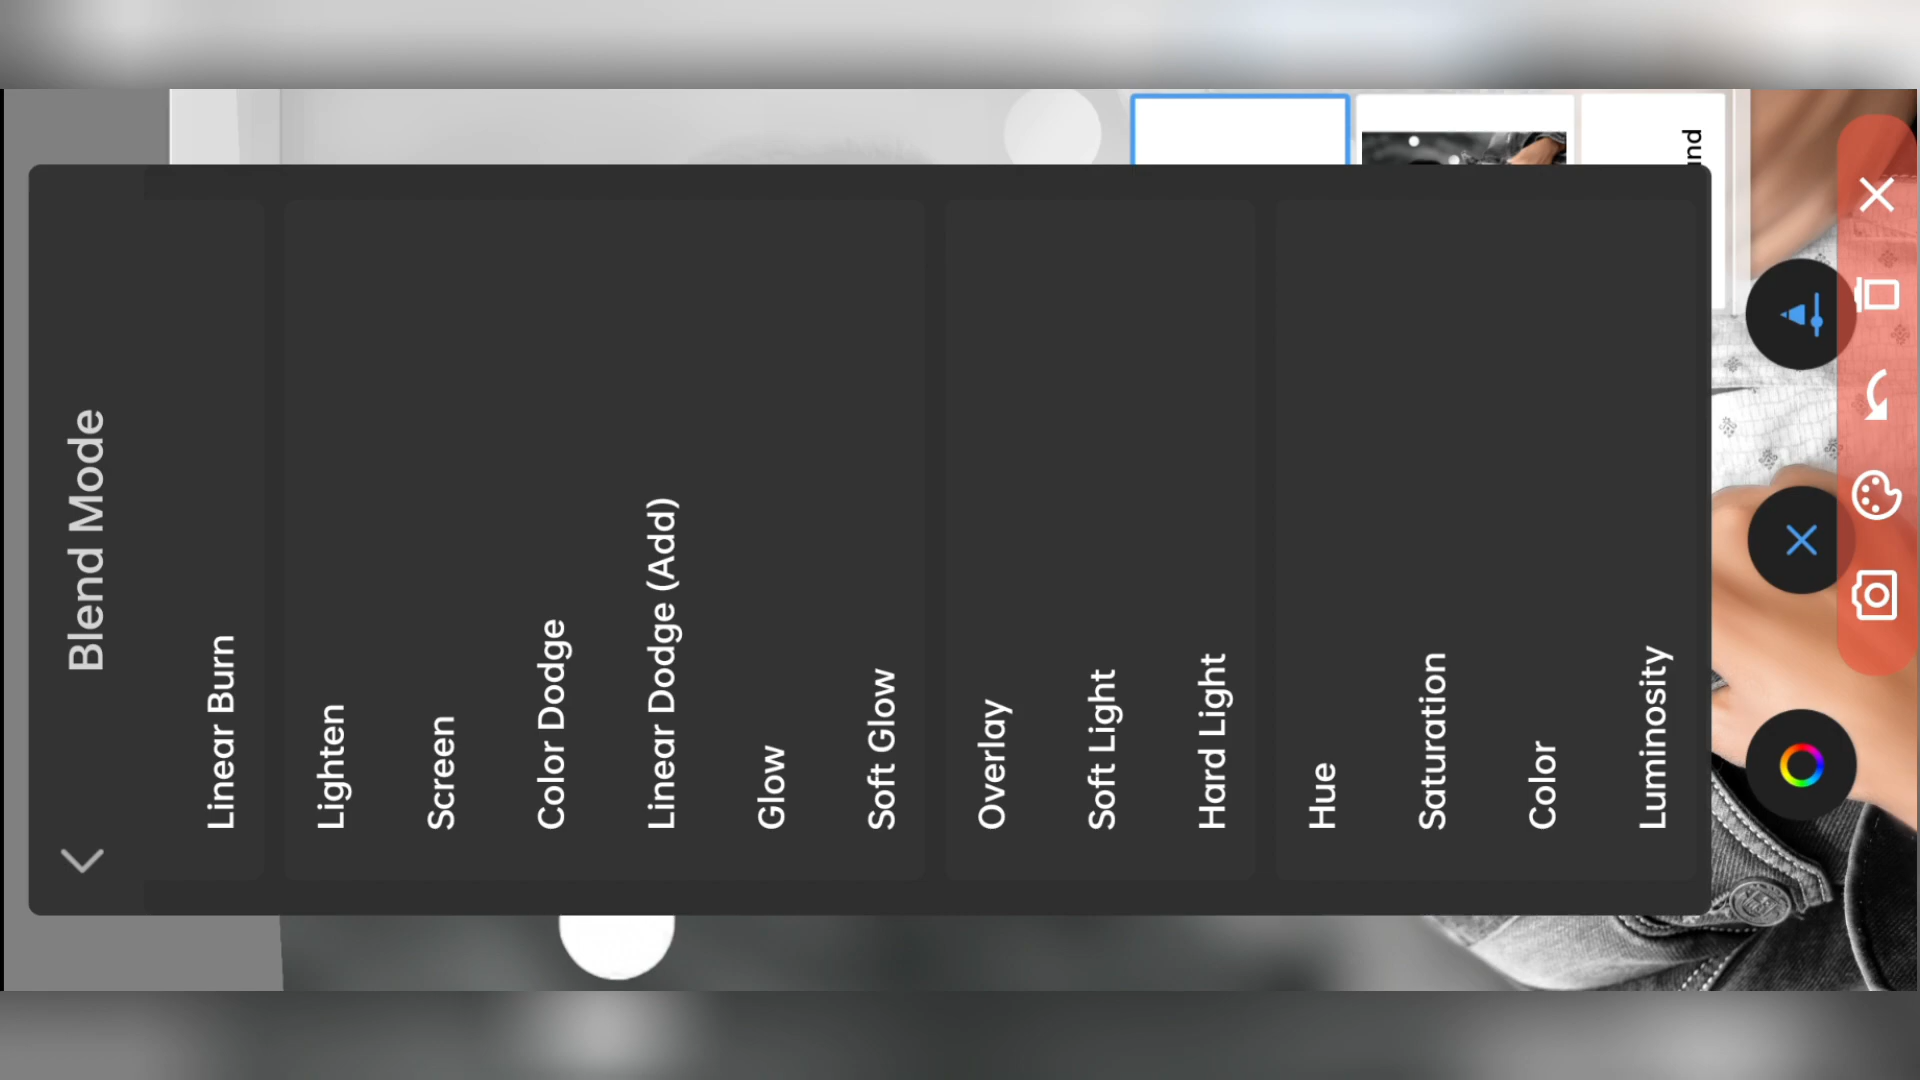 Blend Mode
Linear Burn
Lighten
Screen
Color Dodge
Linear Dodge (Add)
Glow
Soft Glow
Overlay
Soft Light
Hard Light
Hue
Saturation
Color
Luminosity